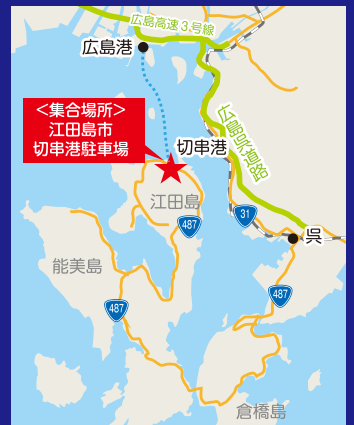 広島高速3号線
広島港
＜集合場所＞
江田島市
切串港駐車場
切串港
広島呉道路
江田島
487
31
呉
能美島
487
487
倉橋島